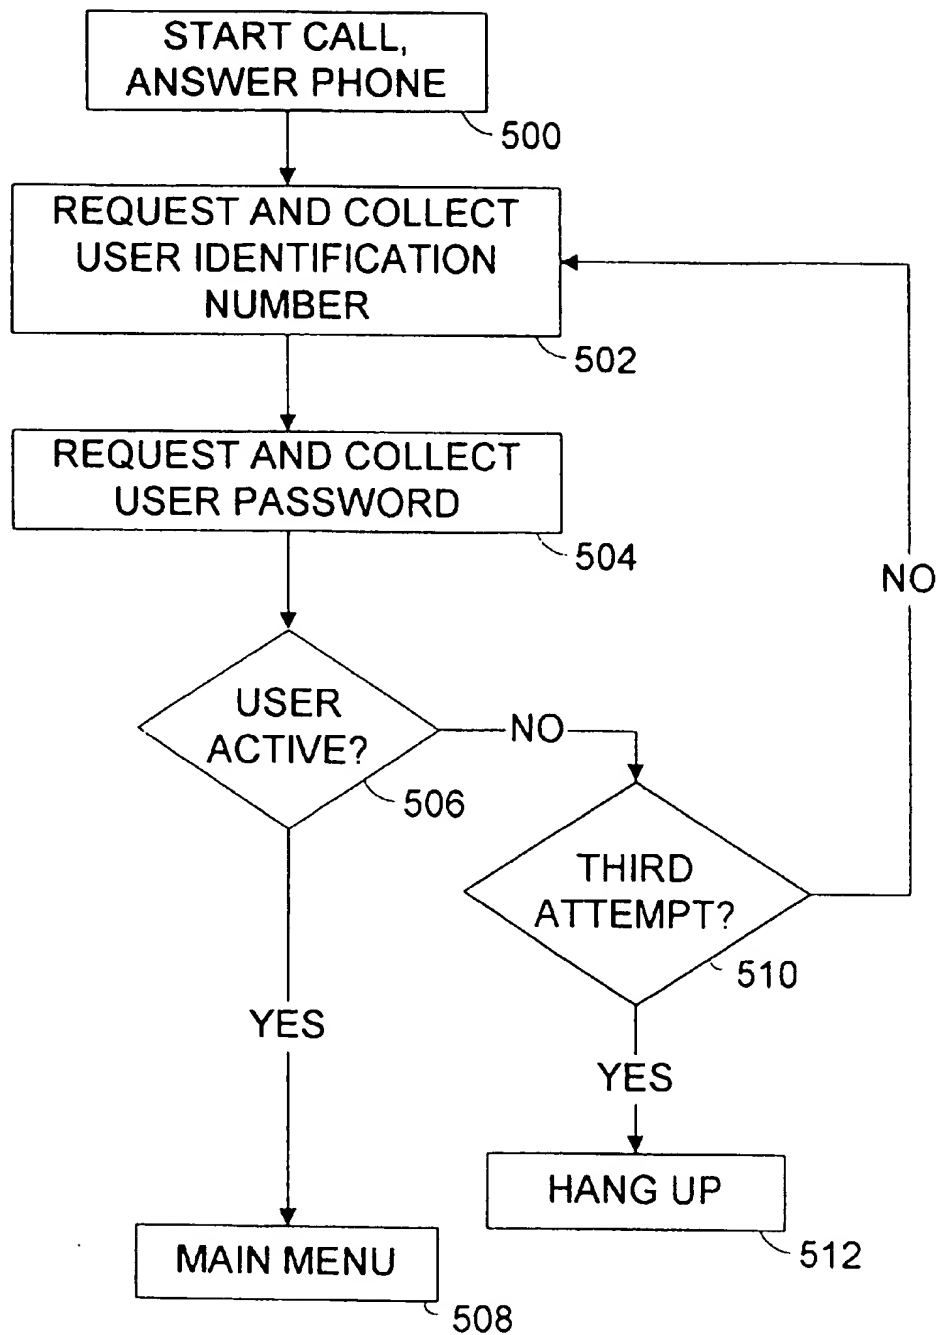 START CALL,
ANSWER PHONE
500
REQUEST AND COLLECT
USER IDENTIFICATION
NUMBER
502
REQUEST AND COLLECT
USER PASSWORD
504
NO
USER
ACTIVE?
NO
506
THIRD
ATTEMPT?
510
YES
YES
HANG UP
512
MAIN MENU
508